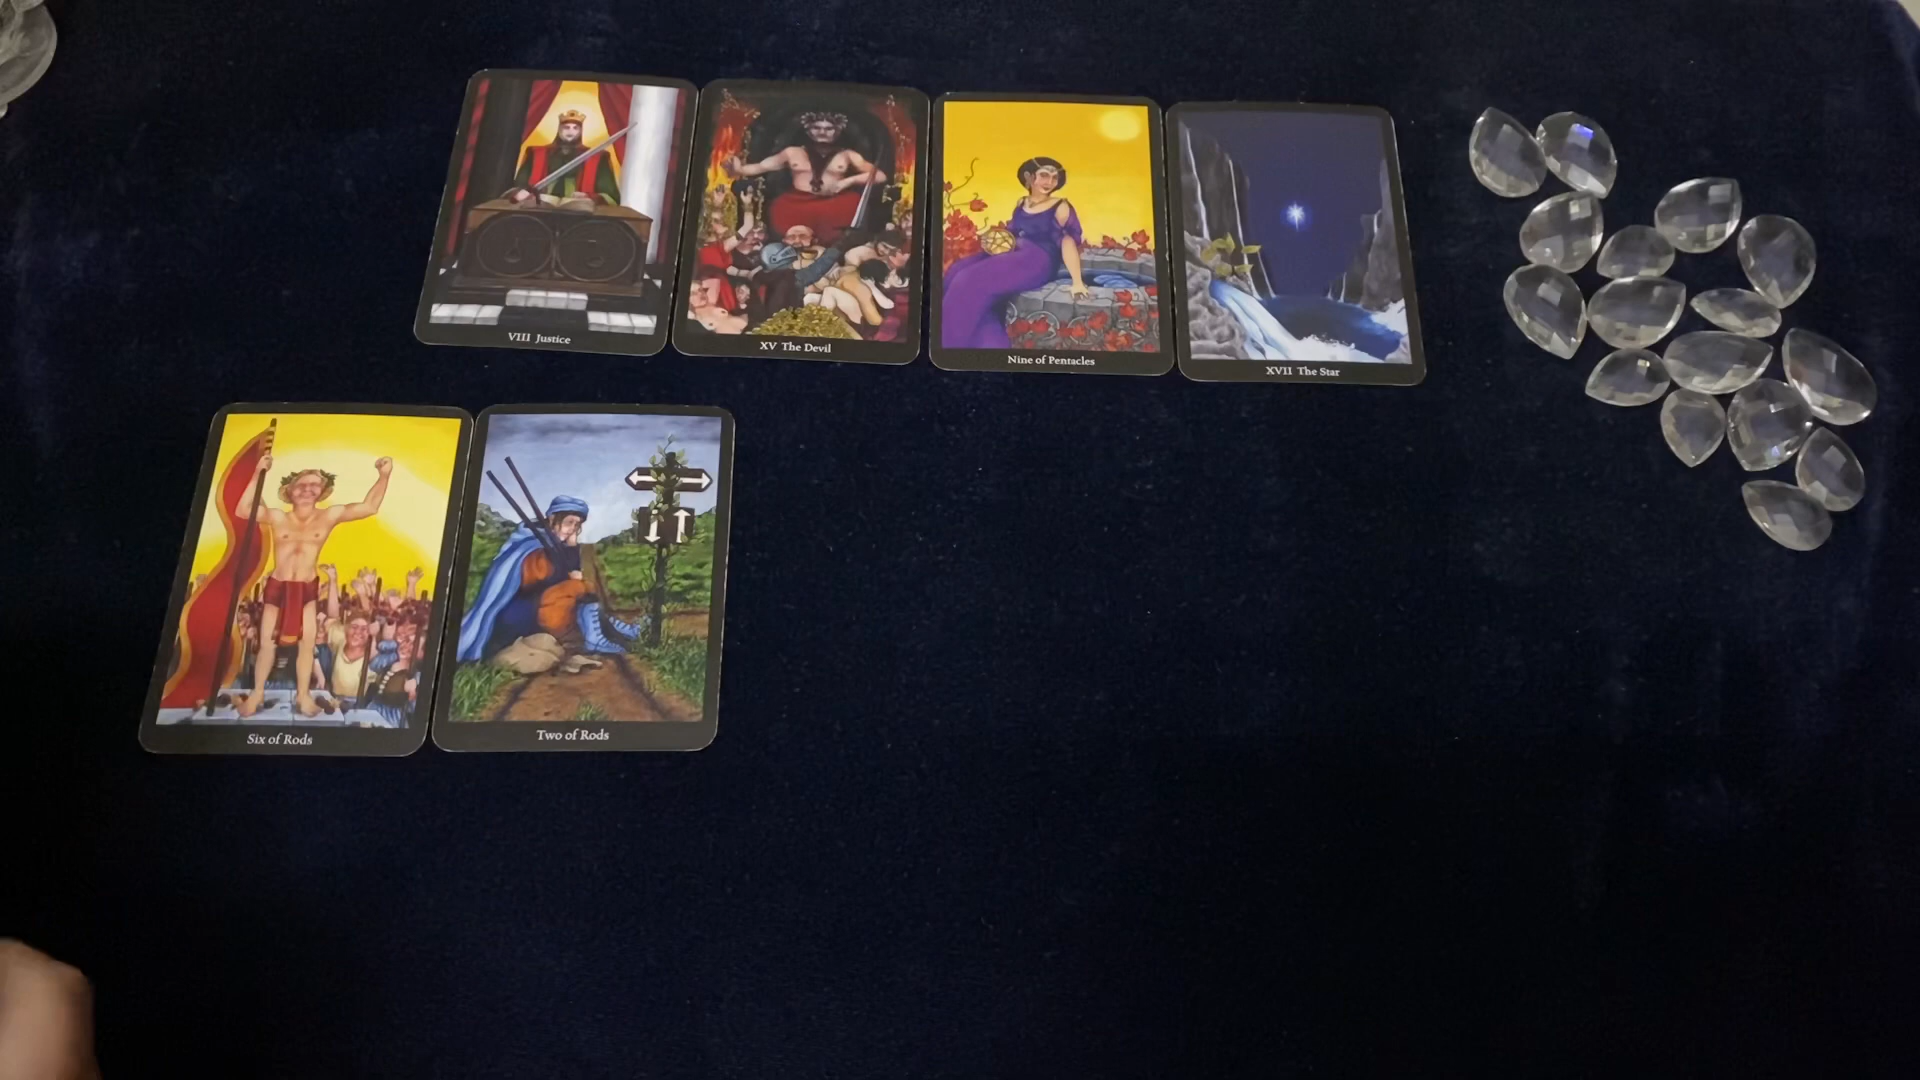 VIII Justice
XV The Devil
Nine of Pentacles
XVII The Star
Six of Rods
Two of Rods